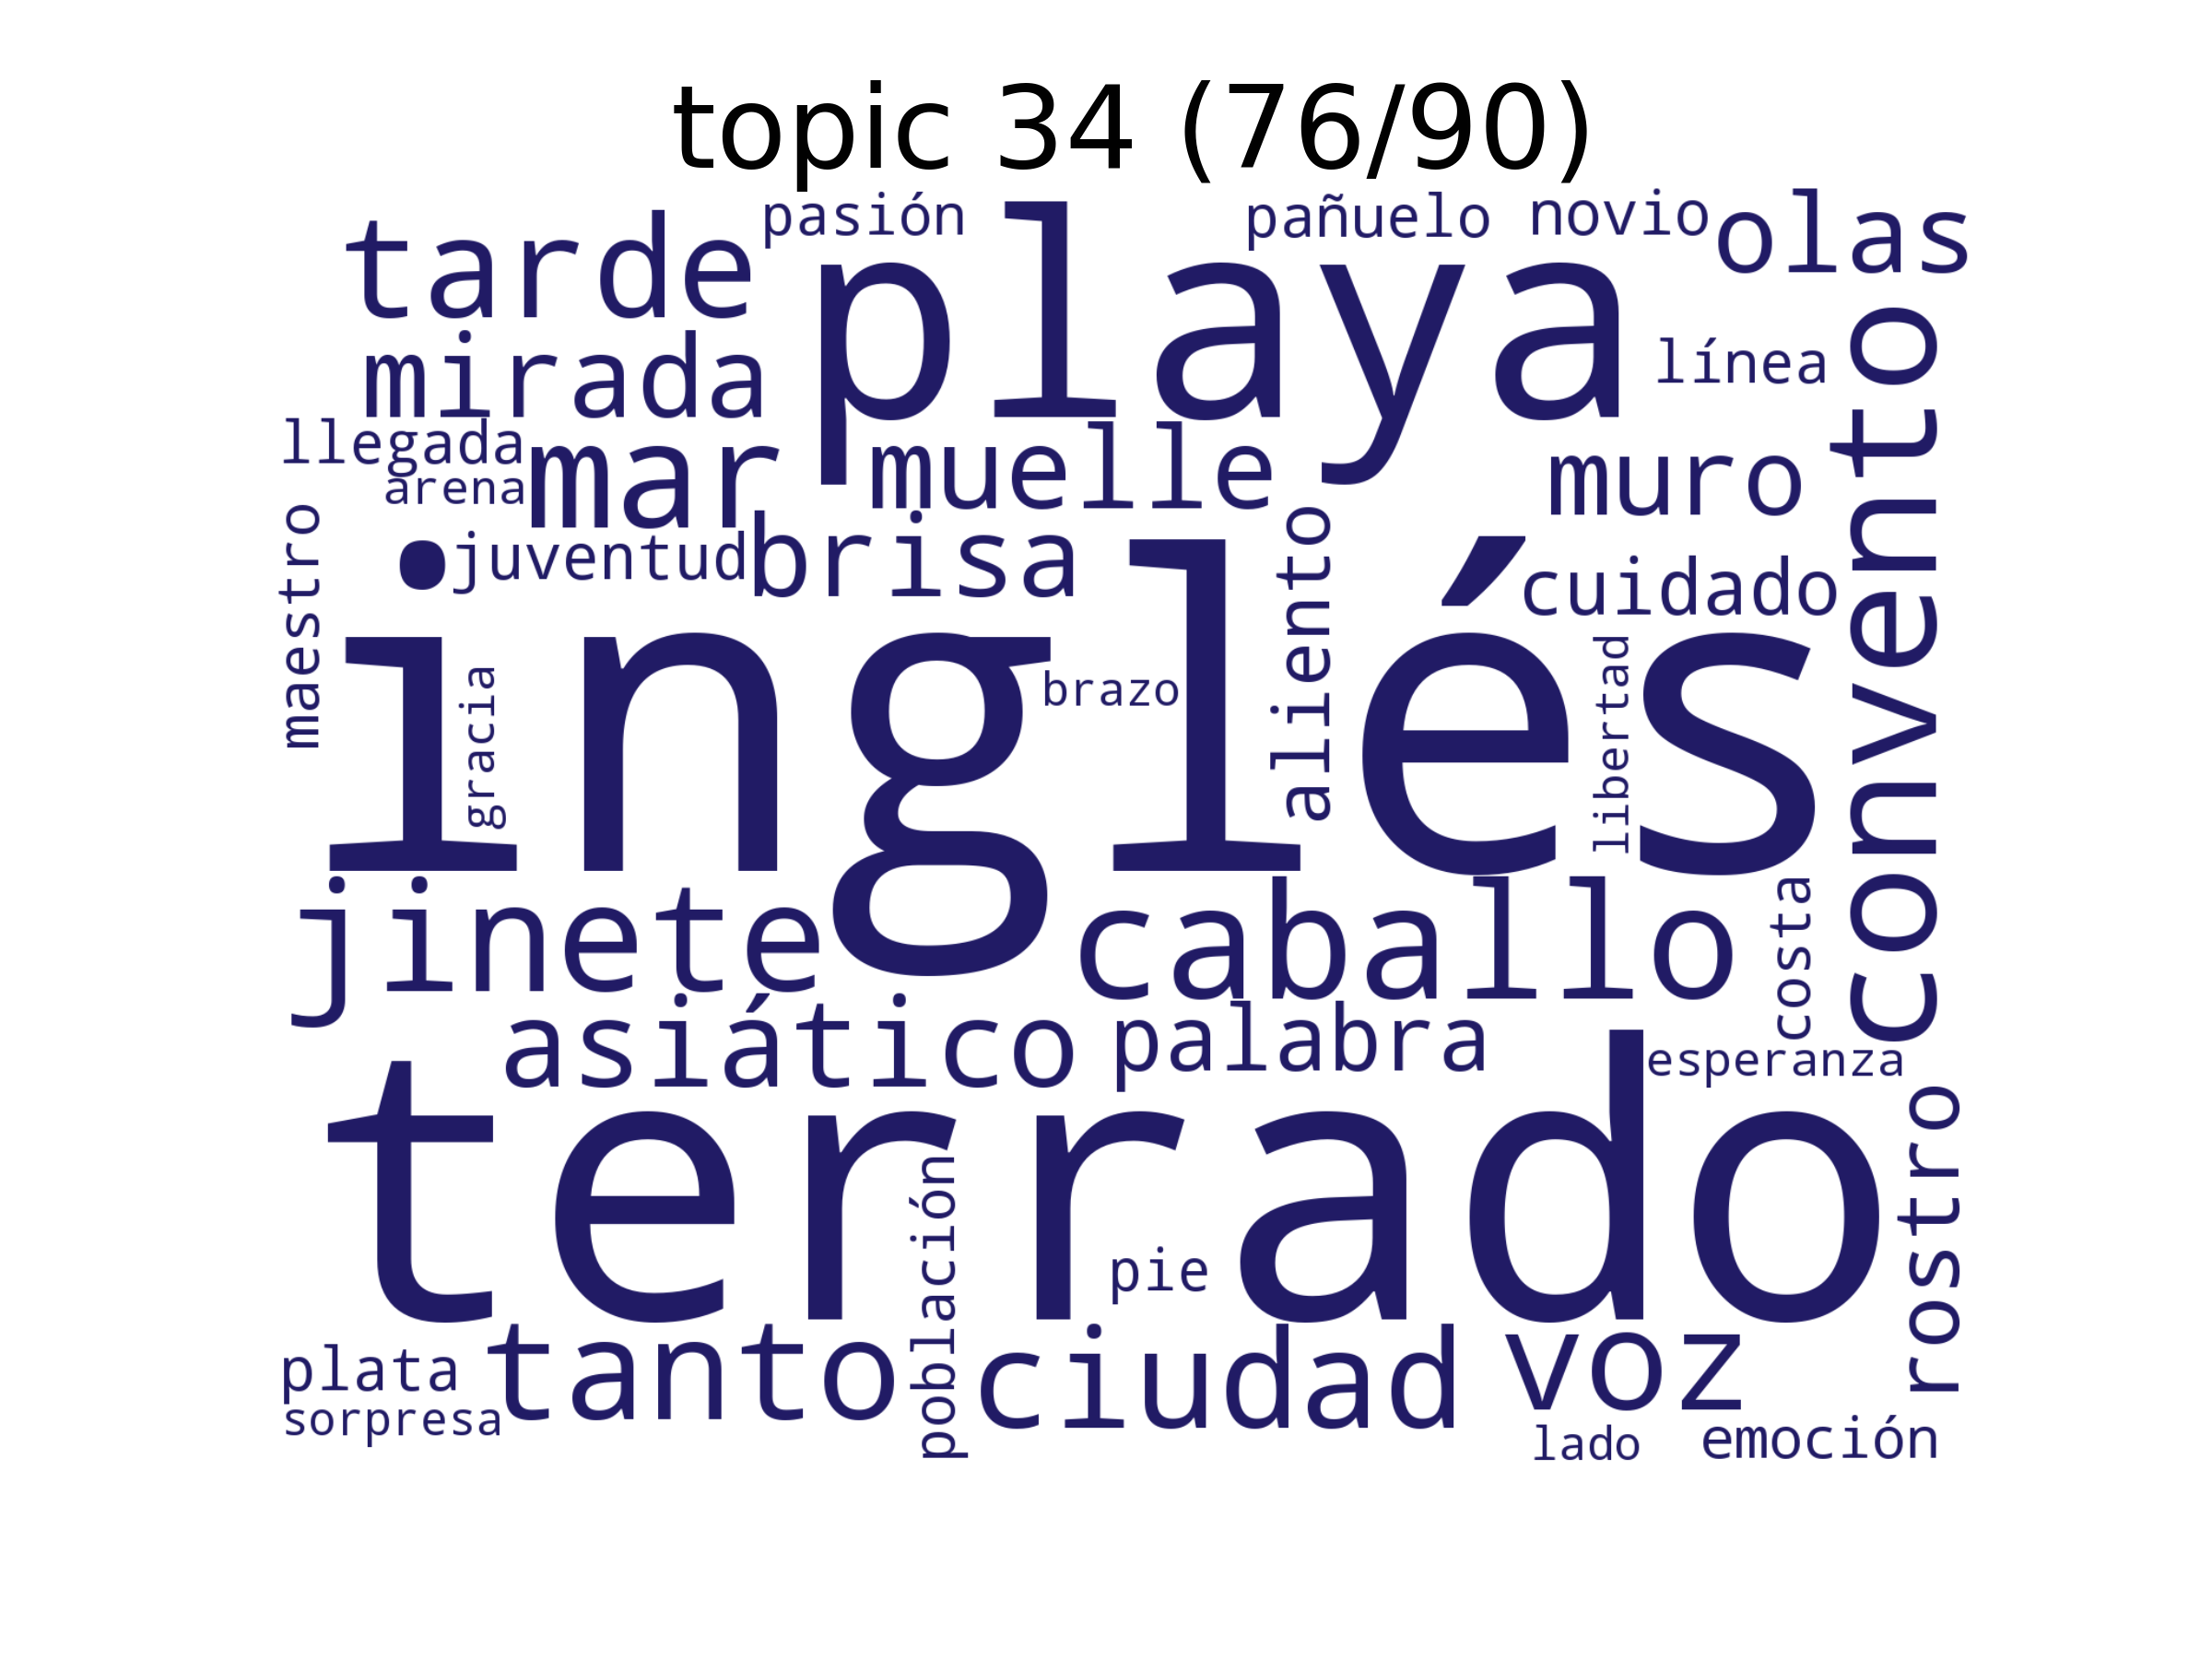 topic 34 (76/90)
pasión
pañuelo
novio
olas
tarde
playa
mirada
línea
llegada
arena
mar
muelle
muro
conventos
maestro
juventud
brisa
aliento
cuidado
inglés
gracia
brazo
libertad
jinete
caballo
costa
asiático
palabra
esperanza
terrado
rostro
población
pie
plata
tanto
ciudad
voz
sorpresa
lado
emoción